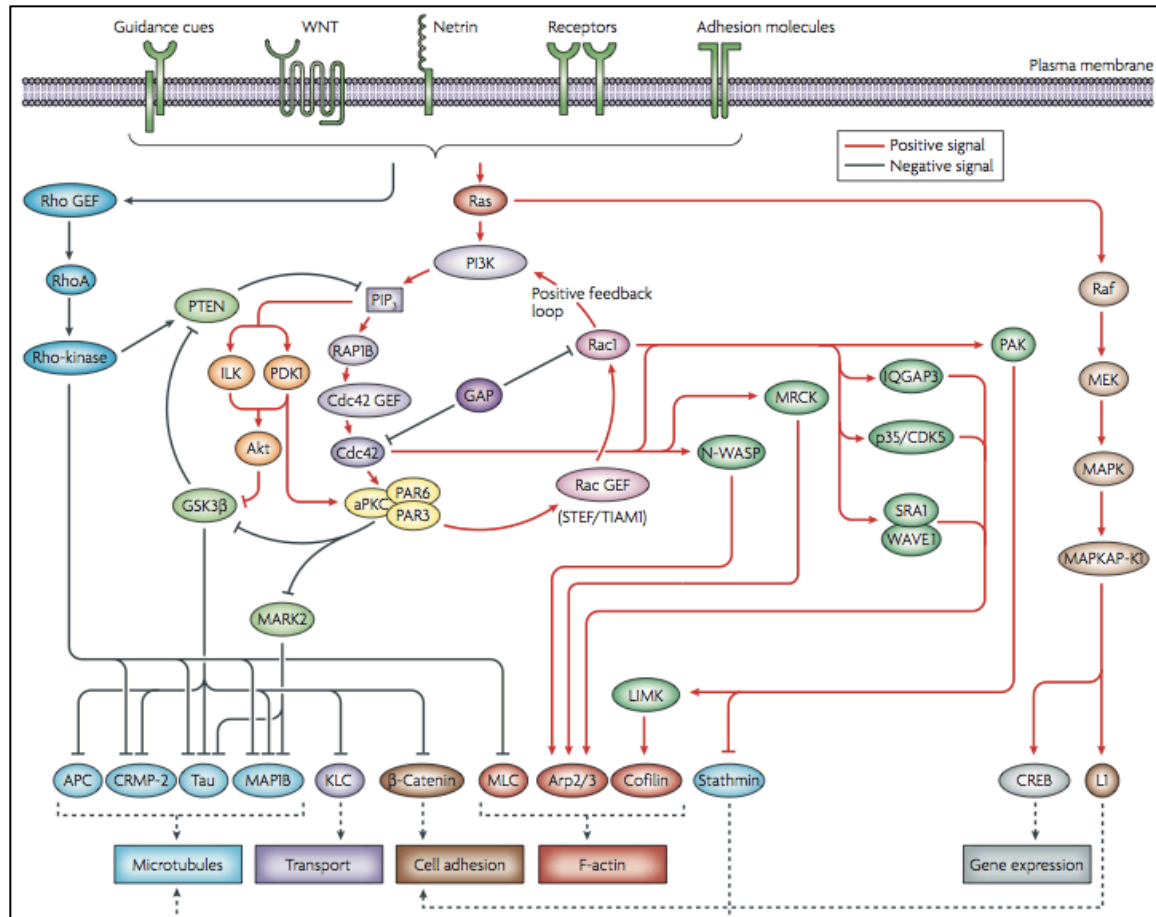 Guidance cues
WNT
Netrin
Receptors
Adhesion molecules
Plasma membrane
Positive signal
Negative signal
Rho GEF
Ras
PI3K
RhoA
Raf
PTEN
PIP3
Positive feedback
loop
Rho-kinase
ILK
PDK1
RAP1B
Rac1
PAK
IQGAP3
MEK
Cdc42 GEF
GAP
MRCK
Akt
Cdc42
N-WASP
p35/CDK5
MAPK
GSK3β
aPKC
PAR6
PAR3
Rac GEF
(STEF/TIAM1)
SRA1
WAVE1
MAPKAP-K1
MARK2
LIMK
APC
CRMP-2
Tau
MAP1B
KLC
β-Catenin
MLC
Arp2/3
Cofilin
Stathmin
CREB
L1
Microtubules
Transport
Cell adhesion
F-actin
Gene expression